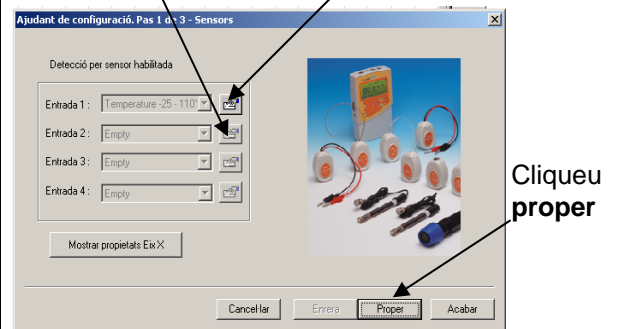 Ajudant de configuració. Pas 1 de 3 - Sensors
Detecció per sensor habilitada
Entrada 1 : Temperature -25 - 110°
Entrada 2 : Empty
Entrada 3 : Empty
Entrada 4 : Empty
Mostrar propietats Eix X
Cliqueu
proper
Cancel·lar Enrera Proper Acabar